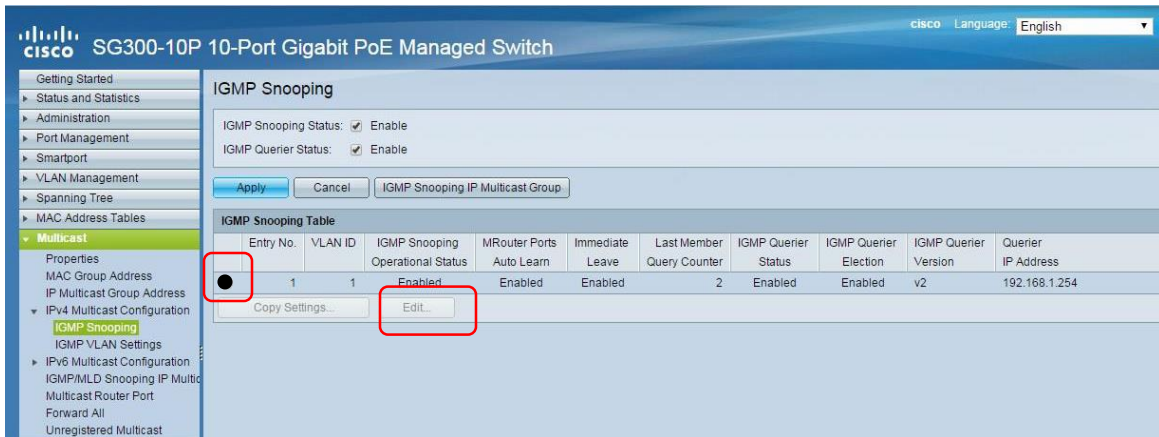 cisco Language: English
CISCO SG300-10P 10-Port Gigabit PoE Managed Switch
Getting Started
Status and Statistics
Administration
Port Management
Smartport
VLAN Management
Spanning Tree
MAC Address Tables
Multicast
Properties
MAC Group Address
IP Multicast Group Address
IPv4 Multicast Configuration
IGMP Snooping
IGMP VLAN Settings
IPv6 Multicast Configuration
IGMP/MLD Snooping IP Multic
Multicast Router Port
Forward All
Unregistered Multicast
IGMP Snooping
IGMP Snooping Status: Enable
IGMP Querier Status: Enable
Apply Cancel IGMP Snooping IP Multicast Group
IGMP Snooping Table
Entry No. VLAN ID IGMP Snooping MRouter Ports Immediate Last Member IGMP Querier IGMP Querier IGMP Querier Querier
Operational Status Auto Learn Leave Query Counter Status Election Version IP Address
1 1 Enabled Enabled Enabled 2 Enabled Enabled v2 192.168.1.254
Copy Settings... Edit...